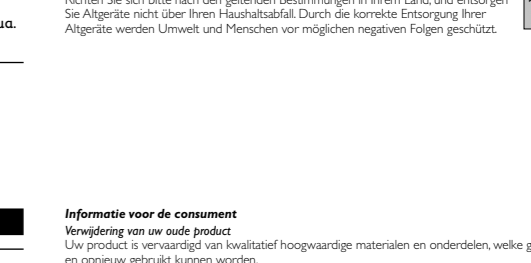 Richten Sie sich bitte nach den geltenden Bestimmungen in Ihrem Land, und entsorgen
Sie Altgeräte nicht über Ihren Haushaltsabfall. Durch die korrekte Entsorgung Ihrer
ua.
Altgeräte werden Umwelt und Menschen vor möglichen negativen Folgen geschützt.
Informatie voor de consument
Verwijdering van uw oude product
Uw product is vervaardigd van kwalitatief hoogwaardige materialen en onderdelen, welke
en opnieuw gebruikt kunnen worden.